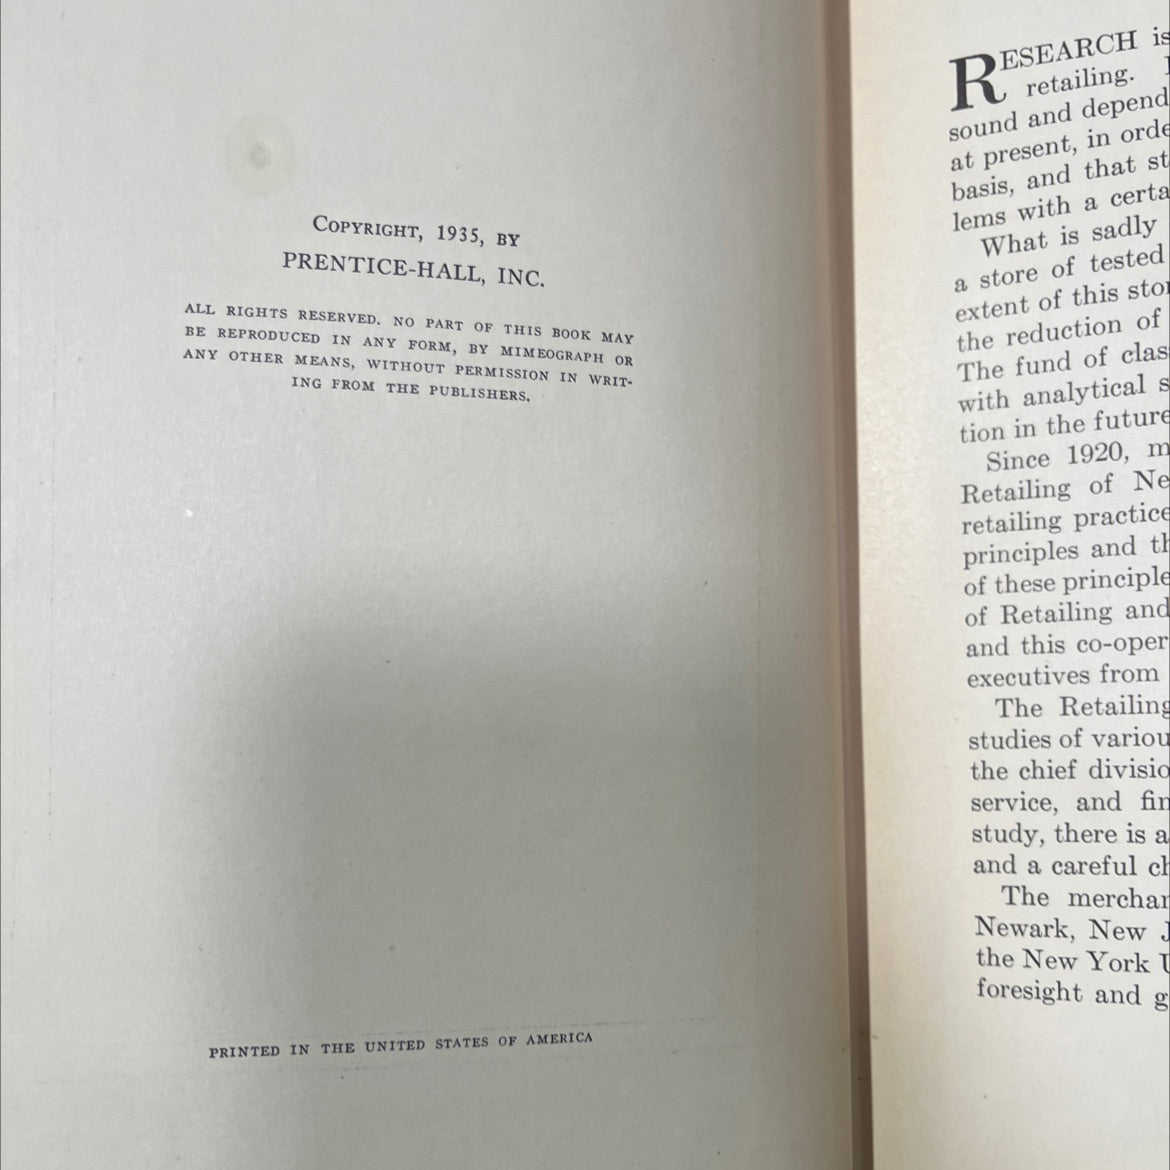 COPYRIGHT, 1935, BY
PRENTICE-HALL, INC.
ALL RIGHTS RESERVED. NO PART OF THIS BOOK MAY
BE REPRODUCED IN ANY FORM, BY MIMEOGRAPH OR
ANY OTHER MEANS, WITHOUT PERMISSION IN WRIT-
ING FROM THE PUBLISHERS.
PRINTED IN THE UNITED STATES OF AMERICA
RESEARCH is
retailing.
sound and depend
at present, in orde
basis, and that st
lems with a certa
What is sadly
a store of tested
extent of this stor
the reduction of
The fund of clas
with analytical s
tion in the future
Since 1920, m
Retailing of Ne
retailing practice
principles and th
of these principle
of Retailing and
and this co-oper
executives from
The Retailing
studies of variou
the chief divisio
service, and fin
study, there is a
and a careful ch
The merchan
Newark, New J
the New York U
foresight and g